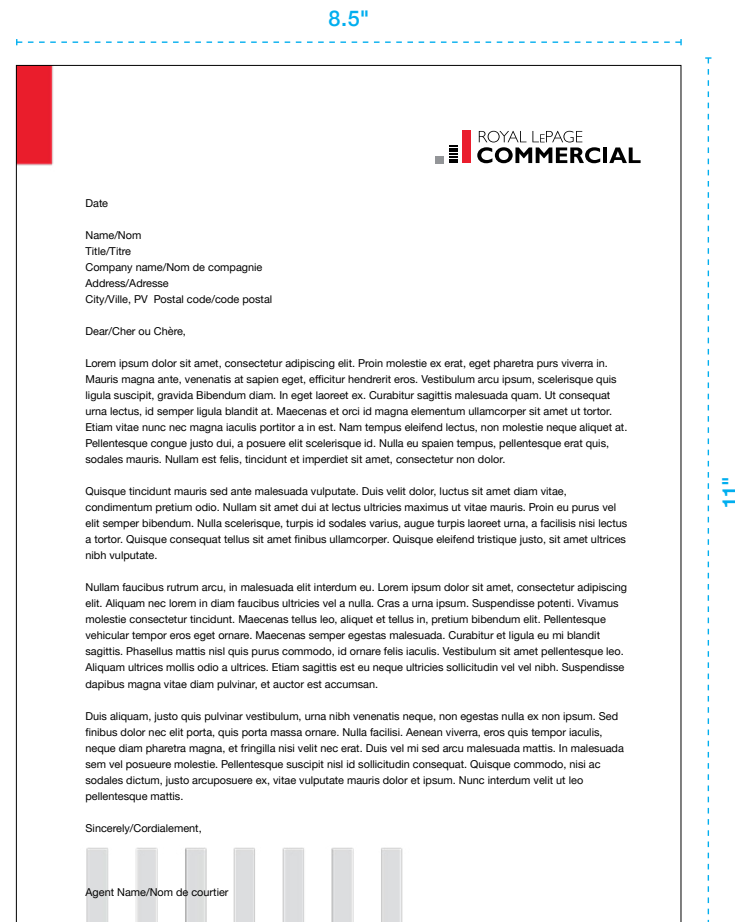 8.5"
11"
ROYAL LEPAGE
COMMERCIAL
Date
Name/Nom
Title/Titre
Company name/Nom de compagnie
Address/Adresse
City/Ville, PV  Postal code/code postal
Dear/Cher ou Chère,
Lorem ipsum dolor sit amet, consectetur adipiscing elit. Proin molestie ex erat, eget pharetra purs viverra in.
Mauris magna ante, venenatis at sapien eget, efficitur hendrerit eros. Vestibulum arcu ipsum, scelerisque quis
ligula suscipit, gravida Bibendum diam. In eget laoreet ex. Curabitur sagittis malesuada quam. Ut consequat
urna lectus, id semper ligula blandit at. Maecenas et orci id magna elementum ullamcorper sit amet ut tortor.
Etiam vitae nunc nec magna iaculis portitor a in est. Nam tempus eleifend lectus, non molestie neque aliquet at.
Pellentesque congue justo dui, a posuere elit scelerisque id. Nulla eu spaien tempus, pellentesque erat quis,
sodales mauris. Nullam est felis, tincidunt et imperdiet sit amet, consectetur non dolor.
Quisque tincidunt mauris sed ante malesuada vulputate. Duis velit dolor, luctus sit amet diam vitae,
condimentum pretium odio. Nullam sit amet dui at lectus ultricies maximus ut vitae mauris. Proin eu purus vel
elit semper bibendum. Nulla scelerisque, turpis id sodales varius, augue turpis laoreet urna, a facilisis nisi lectus
a tortor. Quisque consequat tellus sit amet finibus ullamcorper. Quisque eleifend tristique justo, sit amet ultrices
nibh vulputate.
Nullam faucibus rutrum arcu, in malesuada elit interdum eu. Lorem ipsum dolor sit amet, consectetur adipiscing
elit. Aliquam nec lorem in diam faucibus ultricies vel a nulla. Cras a urna ipsum. Suspendisse potenti. Vivamus
molestie consectetur tincidunt. Maecenas tellus leo, aliquet et tellus in, pretium bibendum elit. Pellentesque
vehicular tempor eros eget ornare. Maecenas semper egestas malesuada. Curabitur et ligula eu mi blandit
sagittis. Phasellus mattis nisl quis purus commodo, id ornare felis iaculis. Vestibulum sit amet pellentesque leo.
Aliquam ultrices mollis odio a ultrices. Etiam sagittis est eu neque ultricies sollicitudin vel vel nibh. Suspendisse
dapibus magna vitae diam pulvinar, et auctor est accumsan.
Duis aliquam, justo quis pulvinar vestibulum, urna nibh venenatis neque, non egestas nulla ex non ipsum. Sed
finibus dolor nec elit porta, quis porta massa ornare. Nulla facilisi. Aenean viverra, eros quis tempor iaculis,
neque diam pharetra magna, et fringilla nisi velit nec erat. Duis vel mi sed arcu malesuada mattis. In malesuada
sem vel posueure molestie. Pellentesque suscipit nisl id sollicitudin consequat. Quisque commodo, nisi ac
sodales dictum, justo arcuposuere ex, vitae vulputate mauris dolor et ipsum. Nunc interdum velit ut leo
pellentesque mattis.
Sincerely/Cordialement,
Agent Name/Nom de courtier